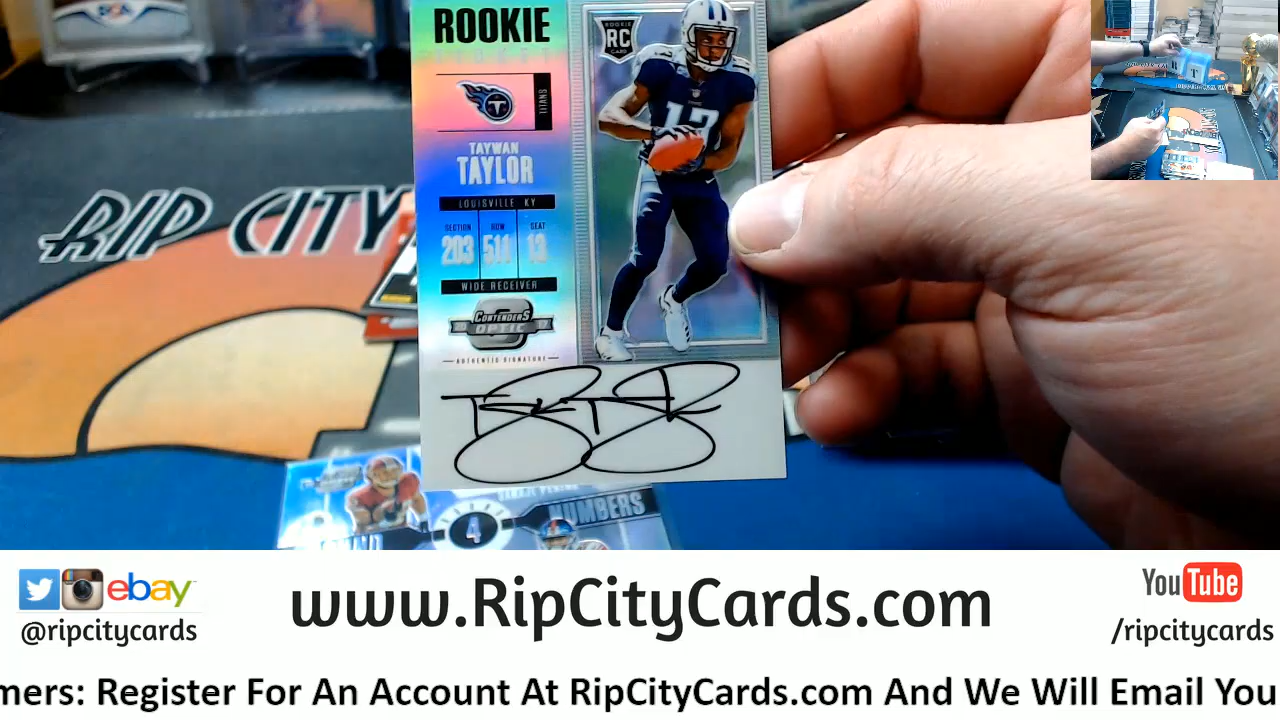 ROOKIE
TICKET
ROOKIE
RC
CARD
T
TITANS
TAYWAN
TAYLOR
LOUISVILLE KY
SECTION ROW SEAT
203 511 13
WIDE RECEIVER
CONTENDERS
OPTIC
AUTHENTIC SIGNATURE
RIP CITY
NUMBERS
4
ebay
@ripcitycards
www.RipCityCards.com
YouTube
/ripcitycards
mers: Register For An Account At RipCityCards.com And We Will Email You